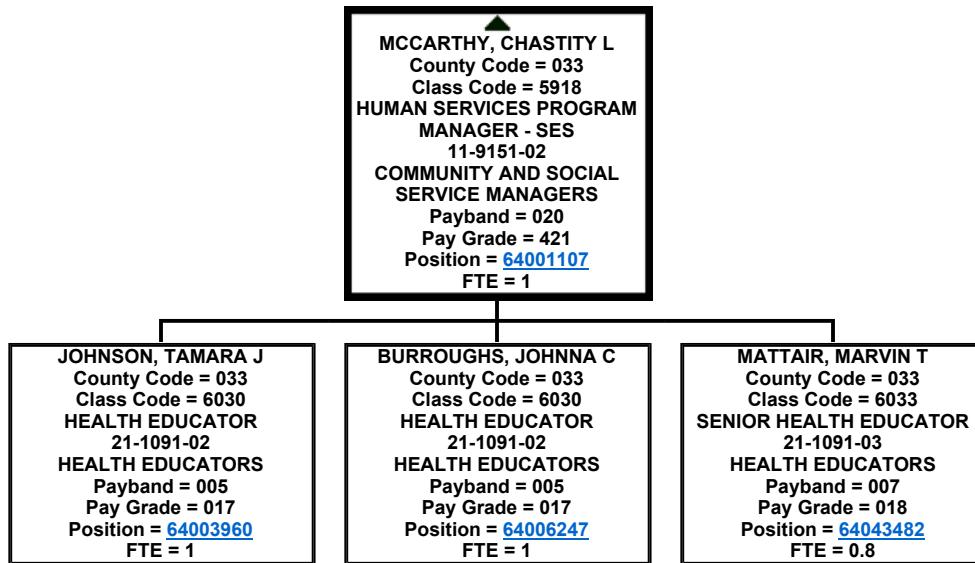 MCCARTHY, CHASTITY L
County Code = 033
Class Code = 5918
HUMAN SERVICES PROGRAM
MANAGER - SES
11-9151-02
COMMUNITY AND SOCIAL
SERVICE MANAGERS
Payband = 020
Pay Grade = 421
Position = 64001107
FTE = 1
JOHNSON, TAMARA J
County Code = 033
Class Code = 6030
HEALTH EDUCATOR
21-1091-02
HEALTH EDUCATORS
Payband = 005
Pay Grade = 017
Position = 64003960
FTE = 1
BURROUGHS, JOHNNA C
County Code = 033
Class Code = 6030
HEALTH EDUCATOR
21-1091-02
HEALTH EDUCATORS
Payband = 005
Pay Grade = 017
Position = 64006247
FTE = 1
MATTAIR, MARVIN T
County Code = 033
Class Code = 6033
SENIOR HEALTH EDUCATOR
21-1091-03
HEALTH EDUCATORS
Payband = 007
Pay Grade = 018
Position = 64043482
FTE = 0.8